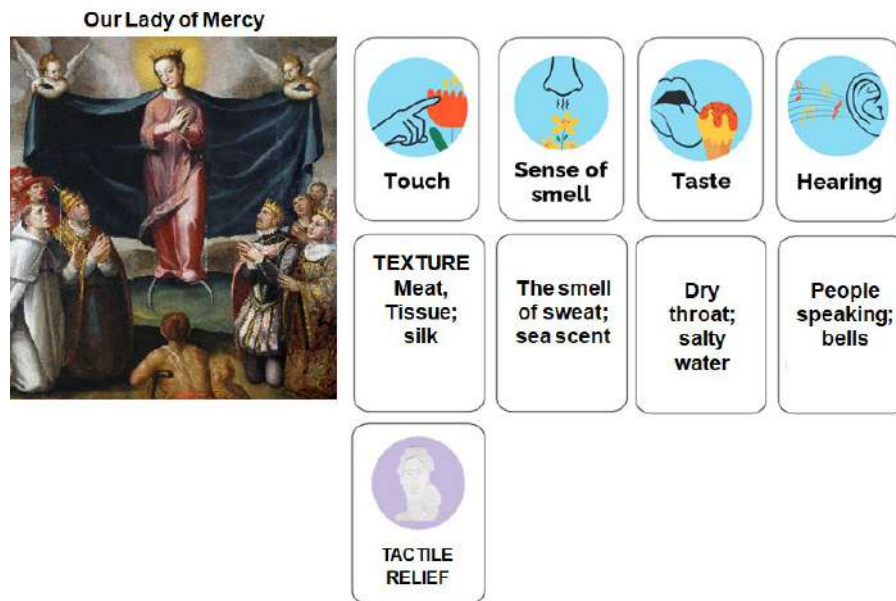 Our Lady of Mercy
Touch
Sense of
smell
Taste
Hearing
TEXTURE
Meat,
Tissue;
silk
The smell
of sweat;
sea scent
Dry
throat;
salty
water
People
speaking;
bells
TACTILE
RELIEF